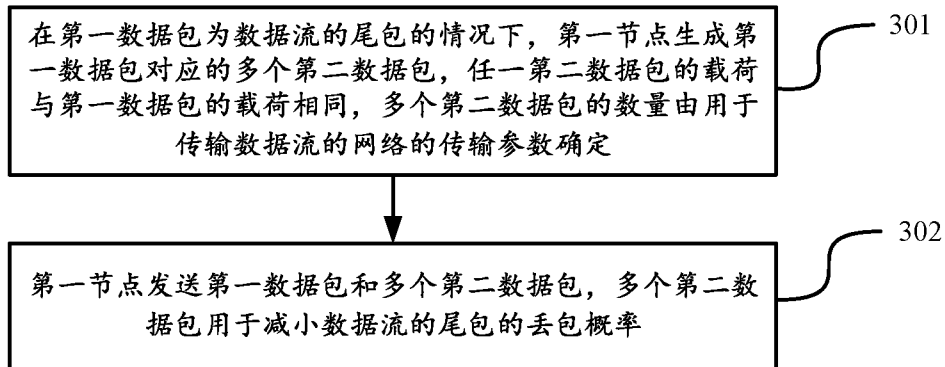 在第一数据包为数据流的尾包的情况下，第一节点生成第
一数据包对应的多个第二数据包，任一第二数据包的载荷
与第一数据包的载荷相同，多个第二数据包的数量由用于
传输数据流的网络的传输参数确定
301
第一节点发送第一数据包和多个第二数据包，多个第二数
据包用于减小数据流的尾包的丢包概率
302